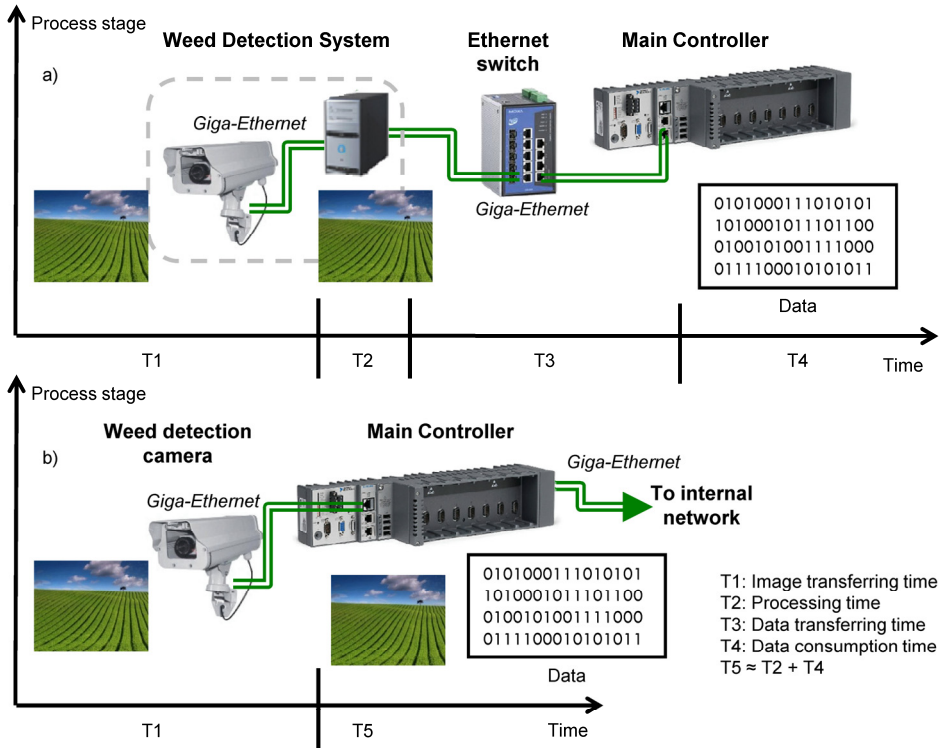 Process stage
Weed Detection System
Ethernet
switch
Main Controller
a)
Giga-Ethernet
Giga-Ethernet
0101000111010101
1010001011101100
0100101001111000
0111100010101011
Data
T1
T2
T3
T4
Time
Process stage
Weed detection
camera
Main Controller
b)
Giga-Ethernet
Giga-Ethernet
To internal
network
0101000111010101
1010001011101100
0100101001111000
0111100010101011
Data
T1: Image transferring time
T2: Processing time
T3: Data transferring time
T4: Data consumption time
T5 ≈ T2 + T4
T1
T5
Time